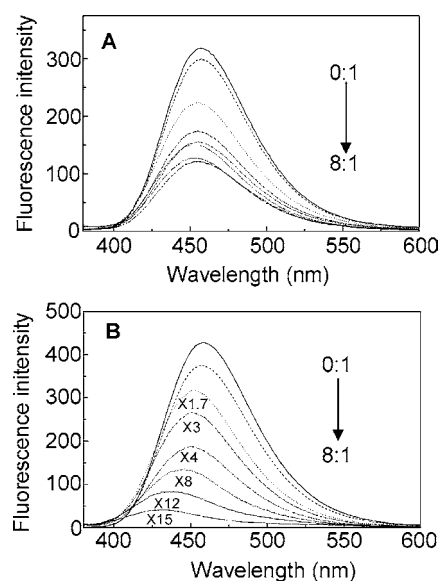 A
Fluorescence initensity
300
200
100
0
0:1
8:1
400
450
500
550
600
Wavelength (nm)
B
Fluorescence initensity
500
400
300
200
100
0
0:1
8:1
X1.7
X3
X4
X8
X12
X15
400
450
500
550
600
Wavelength (nm)